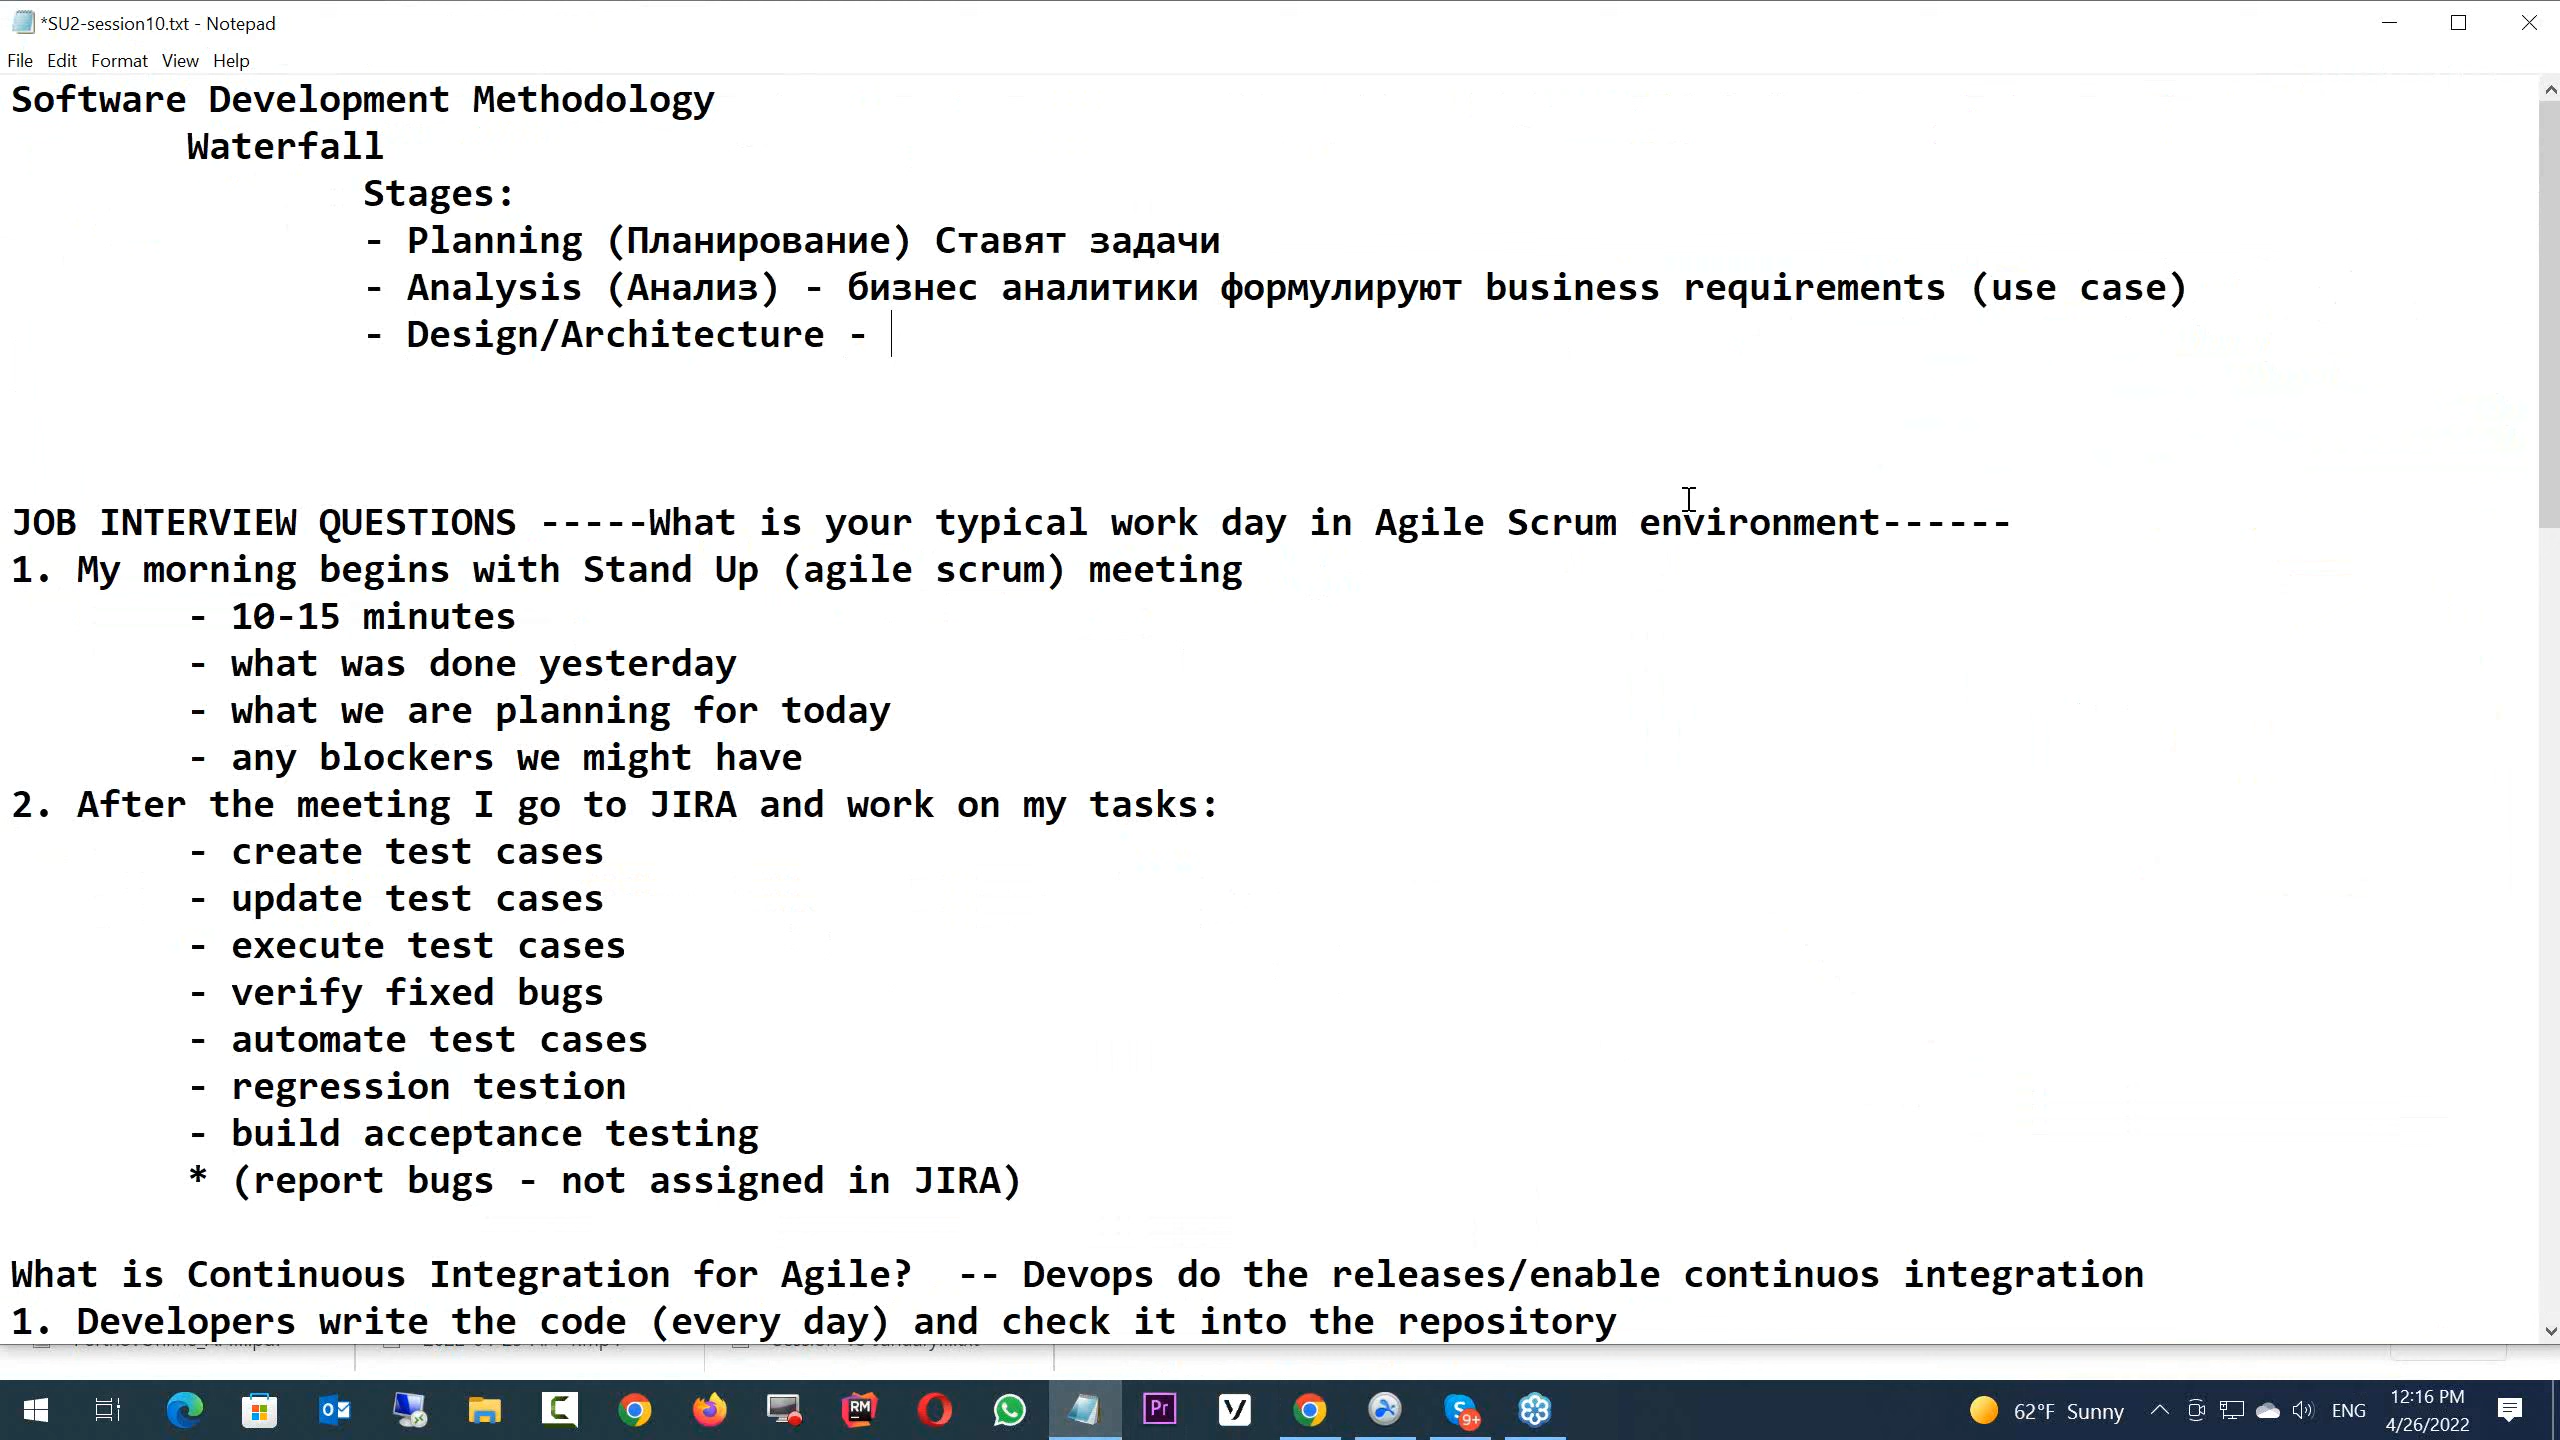 *SU2-session10.txt - Notepad
File Edit Format View Help
Software Development Methodology
Waterfall
Stages:
- Planning (Планирование) Ставят задачи
- Analysis (Анализ) - бизнес аналитики формулируют business requirements (use case)
- Design/Architecture -
JOB INTERVIEW QUESTIONS -----What is your typical work day in Agile Scrum environment------
1. My morning begins with Stand Up (agile scrum) meeting
- 10-15 minutes
- what was done yesterday
- what we are planning for today
- any blockers we might have
2. After the meeting I go to JIRA and work on my tasks:
- create test cases
- update test cases
- execute test cases
- verify fixed bugs
- automate test cases
- regression testion
- build acceptance testing
* (report bugs - not assigned in JIRA)
What is Continuous Integration for Agile?  -- Devops do the releases/enable continuos integration
1. Developers write the code (every day) and check it into the repository
62°F Sunny
ENG
12:16 PM
4/26/2022
RM
Pr
9+